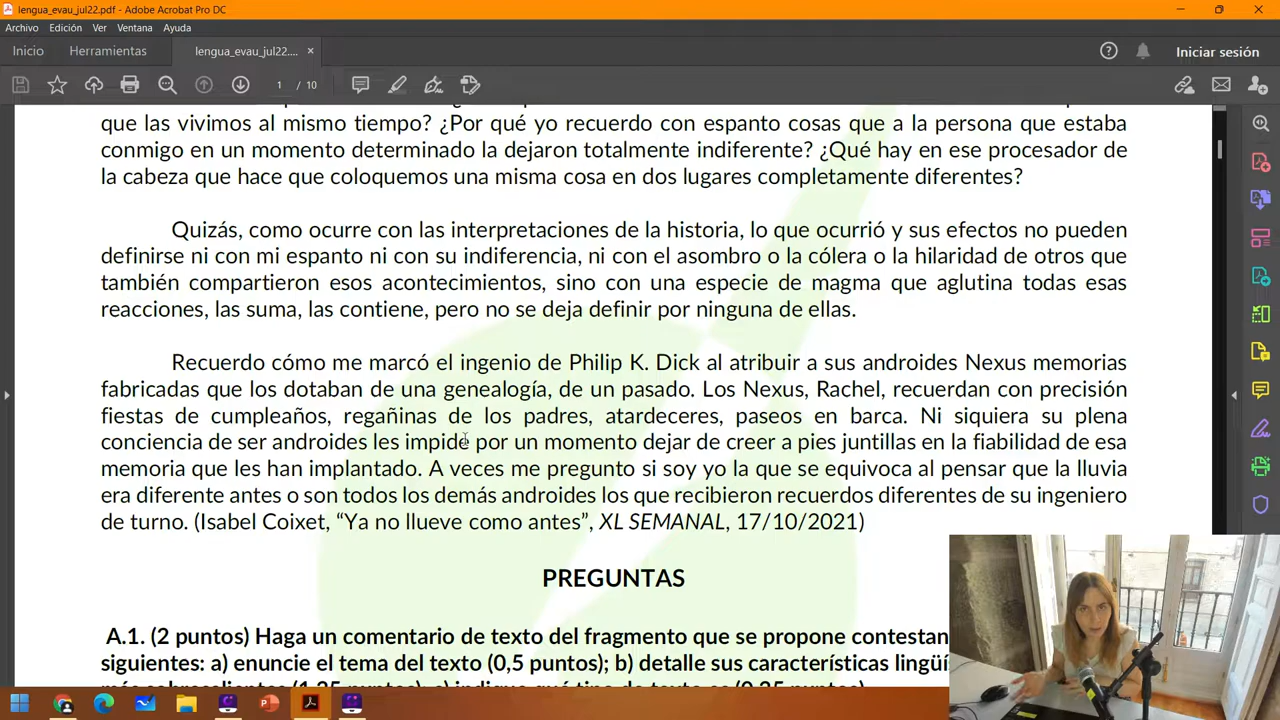 lengua_evau_jul22.pdf - Adobe Acrobat Pro DC
Archivo Edición Ver Ventana Ayuda
Inicio Herramientas lengua_evau_jul22.... × Iniciar sesión
1 / 10
que las vivimos al mismo tiempo? ¿Por qué yo recuerdo con espanto cosas que a la persona que estaba
conmigo en un momento determinado la dejaron totalmente indiferente? ¿Qué hay en ese procesador de
la cabeza que hace que coloquemos una misma cosa en dos lugares completamente diferentes?
Quizás, como ocurre con las interpretaciones de la historia, lo que ocurrió y sus efectos no pueden
definirse ni con mi espanto ni con su indiferencia, ni con el asombro o la cólera o la hilaridad de otros que
también compartieron esos acontecimientos, sino con una especie de magma que aglutina todas esas
reacciones, las suma, las contiene, pero no se deja definir por ninguna de ellas.
Recuerdo cómo me marcó el ingenio de Philip K. Dick al atribuir a sus androides Nexus memorias
fabricadas que los dotaban de una genealogía, de un pasado. Los Nexus, Rachel, recuerdan con precisión
fiestas de cumpleaños, regañinas de los padres, atardeceres, paseos en barca. Ni siquiera su plena
conciencia de ser androides les impide por un momento dejar de creer a pies juntillas en la fiabilidad de esa
memoria que les han implantado. A veces me pregunto si soy yo la que se equivoca al pensar que la lluvia
era diferente antes o son todos los demás androides los que recibieron recuerdos diferentes de su ingeniero
de turno. (Isabel Coixet, “Ya no llueve como antes”, XL SEMANAL, 17/10/2021)
PREGUNTAS
A.1. (2 puntos) Haga un comentario de texto del fragmento que se propone contestan
siguientes: a) enuncie el tema del texto (0,5 puntos); b) detalle sus características lingüí